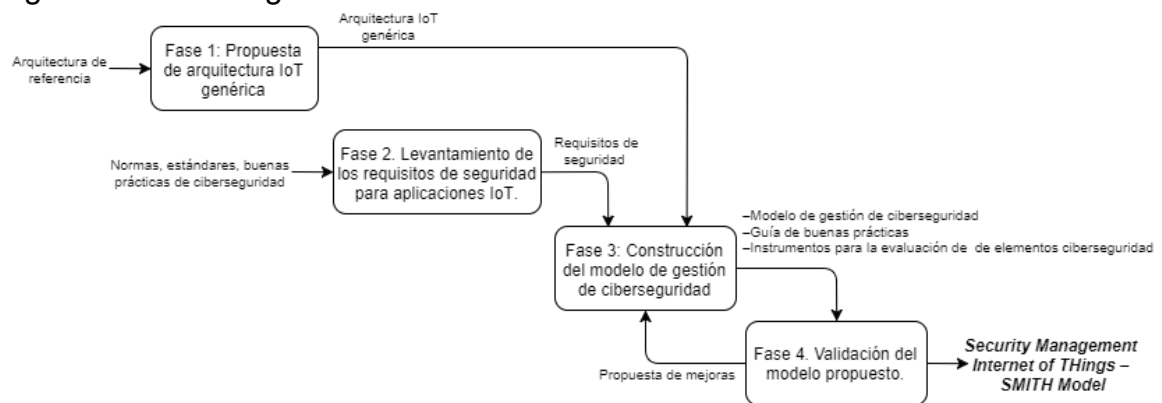 Arquitectura IoT
genérica
Arquitectura de
referencia
Fase 1: Propuesta
de arquitectura IoT
genérica
Normas, estándares, buenas
prácticas de ciberseguridad
Fase 2. Levantamiento de
los requisitos de seguridad
para aplicaciones IoT.
Requisitos de
seguridad
Fase 3: Construcción
del modelo de gestión
de ciberseguridad
–Modelo de gestión de ciberseguridad
–Guía de buenas prácticas
–Instrumentos para la evaluación de de elementos ciberseguridad
Propuesta de mejoras
Fase 4. Validación del
modelo propuesto.
Security Management
Internet of THings –
SMITH Model